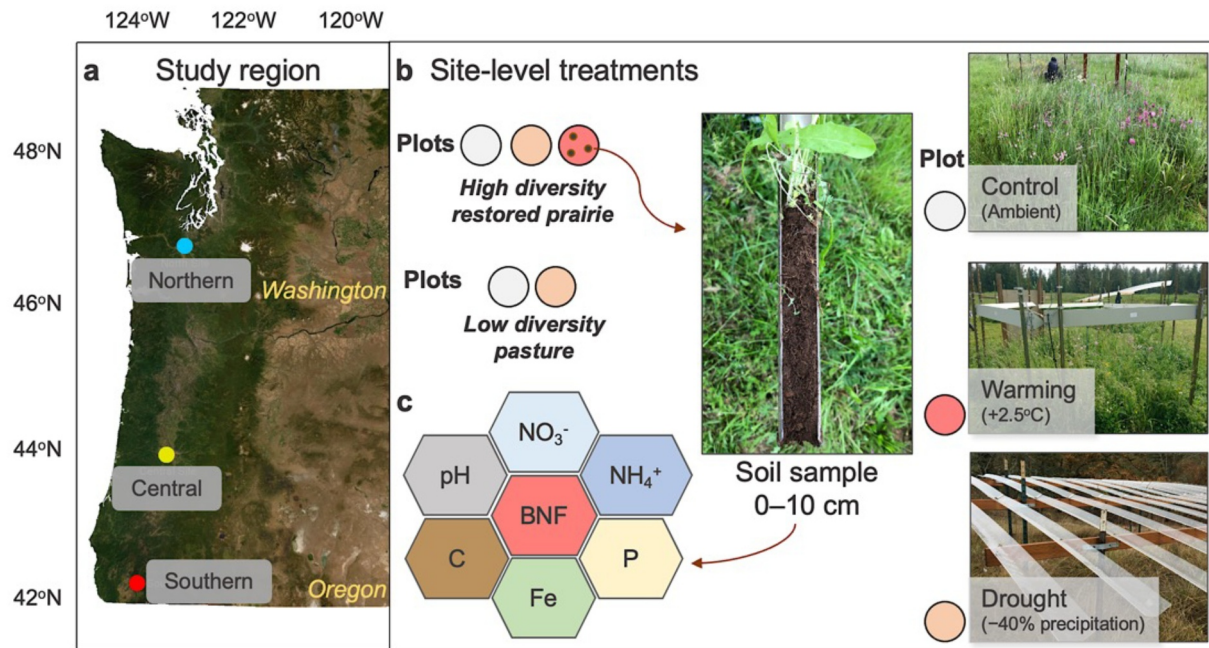 124°W 122°W 120°W
48°N
46°N
44°N
42°N
a Study region
Northern
Washington
Central
Southern
Oregon
b Site-level treatments
Plots
High diversity
restored prairie
Plots
Low diversity
pasture
c
NO₃⁻
pH
NH₄⁺
BNF
C
P
Fe
Soil sample
0–10 cm
Plot
Control
(Ambient)
Warming
(+2.5°C)
Drought
(−40% precipitation)